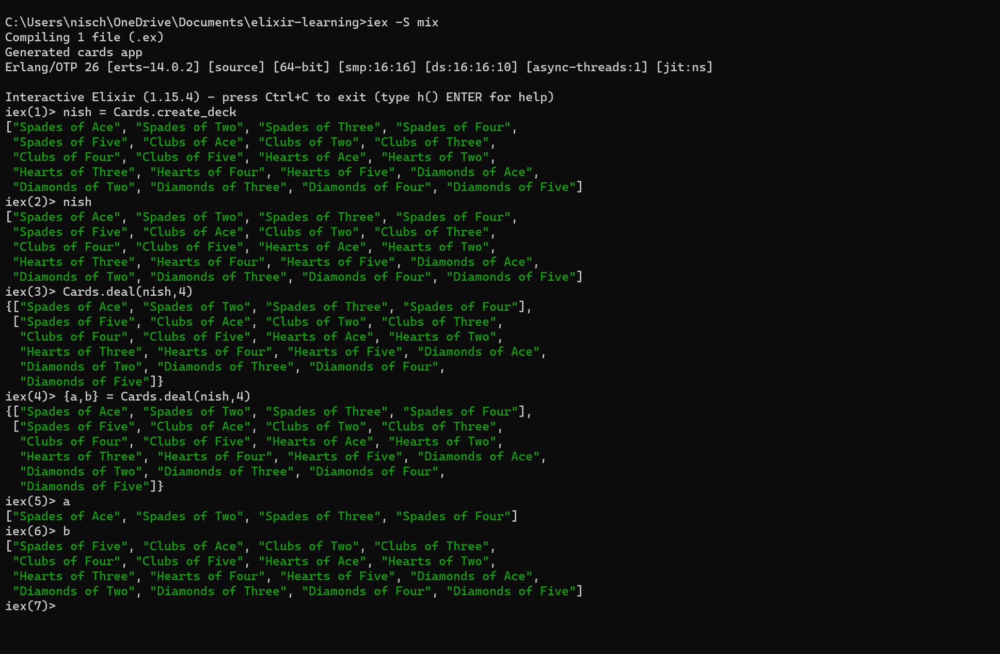 C:\Users\nisch\OneDrive\Documents\elixir-learning>iex -S mix
Compiling 1 file (.ex)
Generated cards app
Erlang/OTP 26 [erts-14.0.2] [source] [64-bit] [smp:16:16] [ds:16:16:10] [async-threads:1] [jit:ns]

Interactive Elixir (1.15.4) - press Ctrl+C to exit (type h() ENTER for help)
iex(1)> nish = Cards.create_deck
["Spades of Ace", "Spades of Two", "Spades of Three", "Spades of Four",
 "Spades of Five", "Clubs of Ace", "Clubs of Two", "Clubs of Three",
 "Clubs of Four", "Clubs of Five", "Hearts of Ace", "Hearts of Two",
 "Hearts of Three", "Hearts of Four", "Hearts of Five", "Diamonds of Ace",
 "Diamonds of Two", "Diamonds of Three", "Diamonds of Four", "Diamonds of Five"]
iex(2)> nish
["Spades of Ace", "Spades of Two", "Spades of Three", "Spades of Four",
 "Spades of Five", "Clubs of Ace", "Clubs of Two", "Clubs of Three",
 "Clubs of Four", "Clubs of Five", "Hearts of Ace", "Hearts of Two",
 "Hearts of Three", "Hearts of Four", "Hearts of Five", "Diamonds of Ace",
 "Diamonds of Two", "Diamonds of Three", "Diamonds of Four", "Diamonds of Five"]
iex(3)> Cards.deal(nish,4)
{["Spades of Ace", "Spades of Two", "Spades of Three", "Spades of Four"],
 ["Spades of Five", "Clubs of Ace", "Clubs of Two", "Clubs of Three",
  "Clubs of Four", "Clubs of Five", "Hearts of Ace", "Hearts of Two",
  "Hearts of Three", "Hearts of Four", "Hearts of Five", "Diamonds of Ace",
  "Diamonds of Two", "Diamonds of Three", "Diamonds of Four",
  "Diamonds of Five"]}
iex(4)> {a,b} = Cards.deal(nish,4)
{["Spades of Ace", "Spades of Two", "Spades of Three", "Spades of Four"],
 ["Spades of Five", "Clubs of Ace", "Clubs of Two", "Clubs of Three",
  "Clubs of Four", "Clubs of Five", "Hearts of Ace", "Hearts of Two",
  "Hearts of Three", "Hearts of Four", "Hearts of Five", "Diamonds of Ace",
  "Diamonds of Two", "Diamonds of Three", "Diamonds of Four",
  "Diamonds of Five"]}
iex(5)> a
["Spades of Ace", "Spades of Two", "Spades of Three", "Spades of Four"]
iex(6)> b
["Spades of Five", "Clubs of Ace", "Clubs of Two", "Clubs of Three",
 "Clubs of Four", "Clubs of Five", "Hearts of Ace", "Hearts of Two",
 "Hearts of Three", "Hearts of Four", "Hearts of Five", "Diamonds of Ace",
 "Diamonds of Two", "Diamonds of Three", "Diamonds of Four", "Diamonds of Five"]
iex(7)>